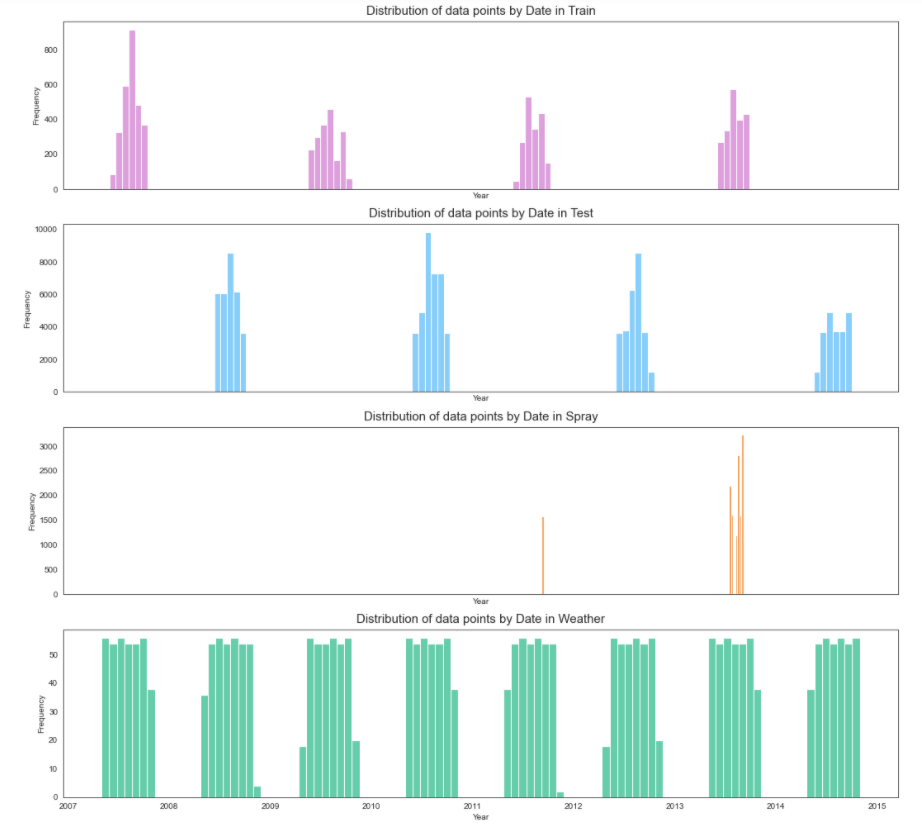 Distribution of data points by Date in Train
800
600
400
200
0
Frequency
Year
Distribution of data points by Date in Test
10000
8000
6000
4000
2000
0
Frequency
Year
Distribution of data points by Date in Spray
3000
2500
2000
1500
1000
500
0
Frequency
Year
Distribution of data points by Date in Weather
50
40
30
20
10
0
Frequency
2007 2008 2009 2010 2011 2012 2013 2014 2015
Year